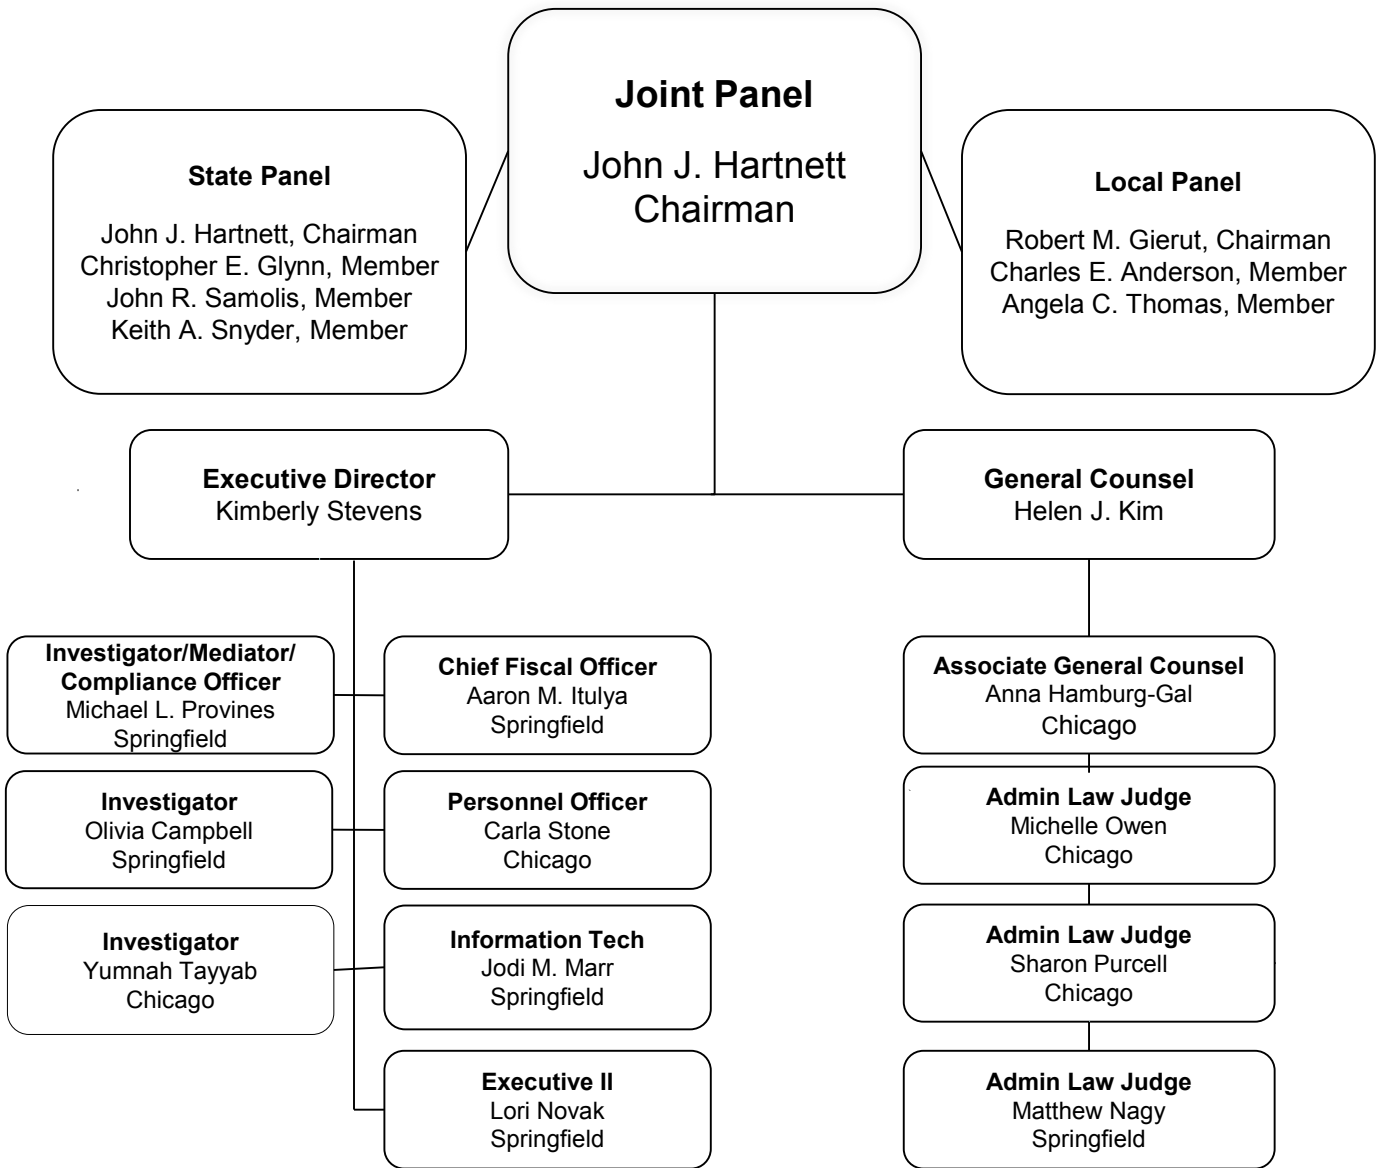 Joint Panel
John J. Hartnett
Chairman
State Panel
John J. Hartnett, Chairman
Christopher E. Glynn, Member
John R. Samolis, Member
Keith A. Snyder, Member
Local Panel
Robert M. Gierut, Chairman
Charles E. Anderson, Member
Angela C. Thomas, Member
Executive Director
Kimberly Stevens
General Counsel
Helen J. Kim
Investigator/Mediator/
Compliance Officer
Michael L. Provines
Springfield
Chief Fiscal Officer
Aaron M. Itulya
Springfield
Associate General Counsel
Anna Hamburg-Gal
Chicago
Investigator
Olivia Campbell
Springfield
Personnel Officer
Carla Stone
Chicago
Admin Law Judge
Michelle Owen
Chicago
Investigator
Yumnah Tayyab
Chicago
Information Tech
Jodi M. Marr
Springfield
Admin Law Judge
Sharon Purcell
Chicago
Executive II
Lori Novak
Springfield
Admin Law Judge
Matthew Nagy
Springfield